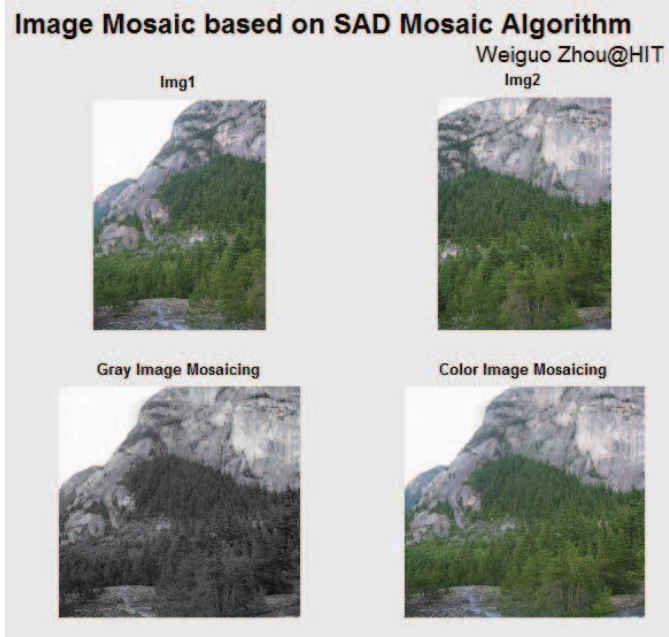 Image Mosaic based on SAD Mosaic Algorithm
Weiguo Zhou@HIT
Img1
Img2
Gray Image Mosaicing
Color Image Mosaicing